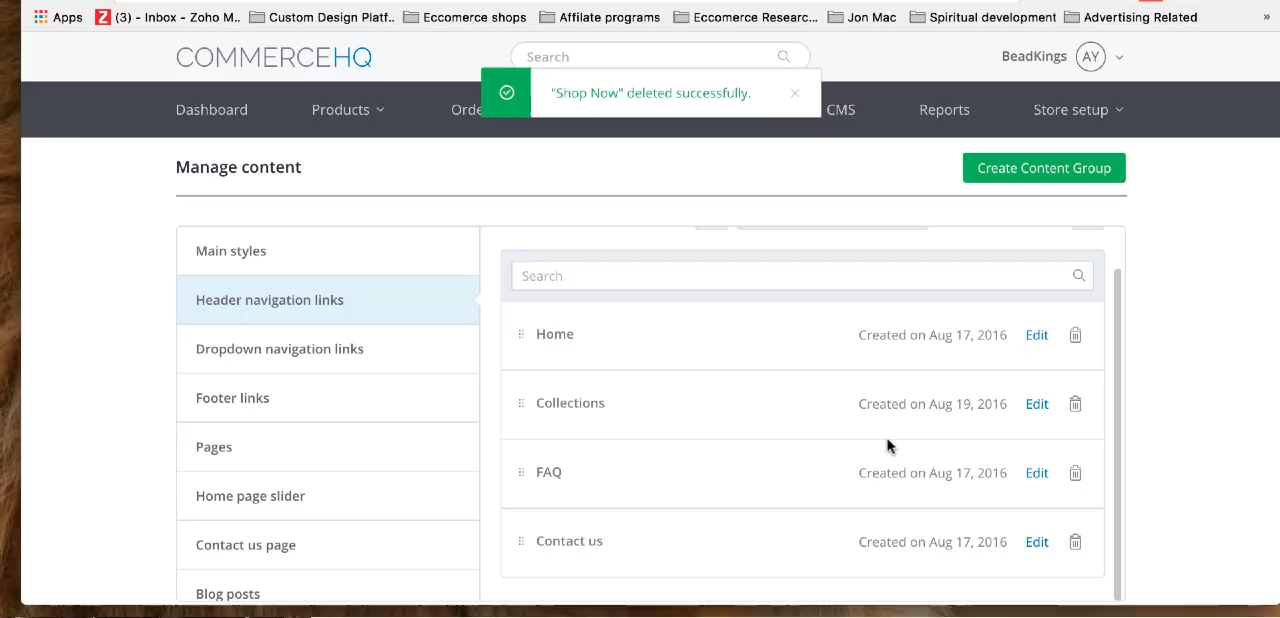 Apps Z (3) - Inbox - Zoho M.. Custom Design Platf.. Eccomerce shops Affilate programs Eccomerce Researc... Jon Mac Spiritual development Advertising Related »
COMMERCEHQ Search BeadKings AY
"Shop Now" deleted successfully. ×
Dashboard Products Orde CMS Reports Store setup
Manage content Create Content Group
Main styles
Header navigation links
Dropdown navigation links
Footer links
Pages
Home page slider
Contact us page
Blog posts
Search
Home Created on Aug 17, 2016 Edit
Collections Created on Aug 19, 2016 Edit
FAQ Created on Aug 17, 2016 Edit
Contact us Created on Aug 17, 2016 Edit